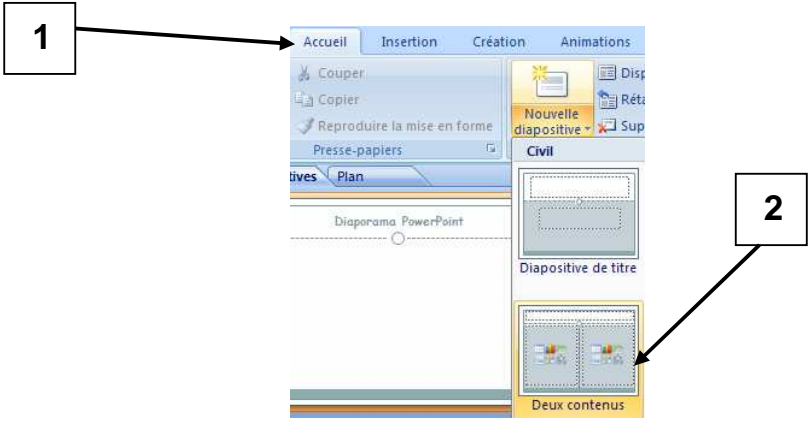 1
Accueil Insertion Création Animations
Couper
Copier
Reproduire la mise en forme
Presse-papiers
Nouvelle
diapositive
Disp
Réta
Sup
Civil
tives Plan
Diaporama PowerPoint
Diapositive de titre
2
Deux contenus